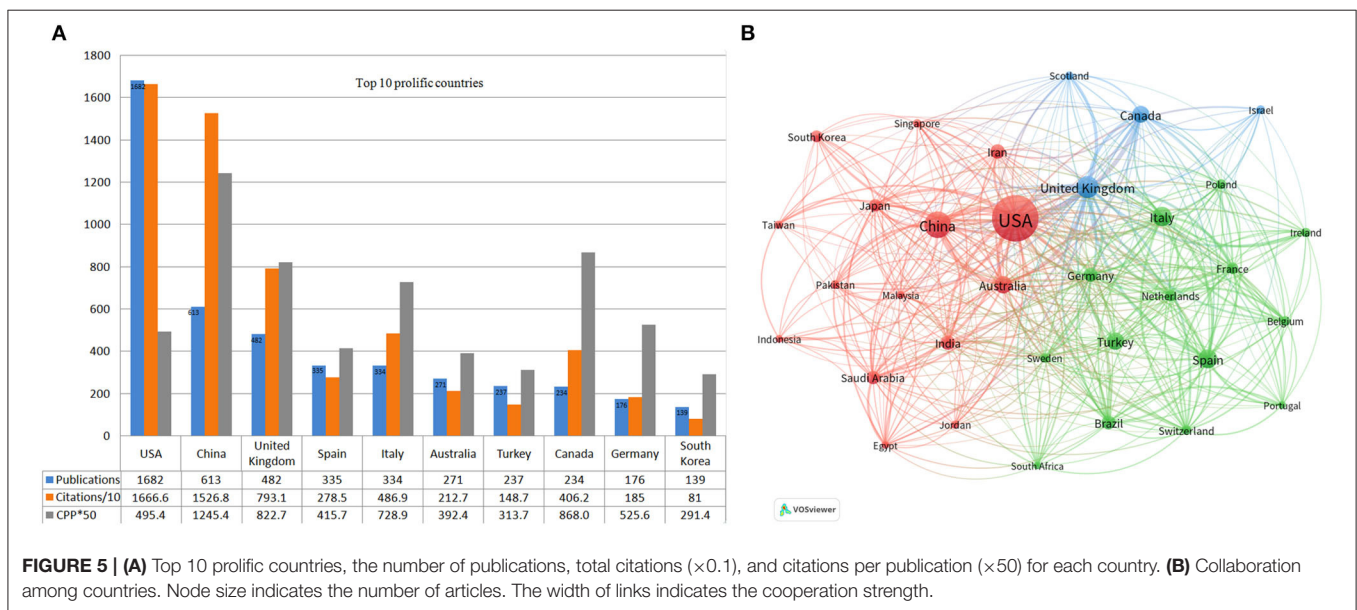 A
Top 10 prolific countries
1800
1600
1400
1200
1000
800
600
400
200
0
1682
613
482
335
334
271
237
234
176
139
USA China United Kingdom Spain Italy Australia Turkey Canada Germany South Korea
Publications 1682 613 482 335 334 271 237 234 176 139
Citations/10 1666.6 1526.8 793.1 278.5 486.9 212.7 148.7 406.2 185 81
CPP*50 495.4 1245.4 822.7 415.7 728.9 392.4 313.7 868.0 525.6 291.4
B
Scotland
Israel
Canada
Singapore
South Korea
Iran
United Kingdom
Poland
Japan
USA
Italy
China
Taiwan
Ireland
Germany
France
Pakistan
Australia
Malaysia
Netherlands
Belgium
Indonesia
India
Turkey
Sweden
Spain
Saudi Arabia
Portugal
Jordan
Brazil
Switzerland
Egypt
South Africa
VOSviewer
FIGURE 5 | (A) Top 10 prolific countries, the number of publications, total citations (×0.1), and citations per publication (×50) for each country. (B) Collaboration
among countries. Node size indicates the number of articles. The width of links indicates the cooperation strength.